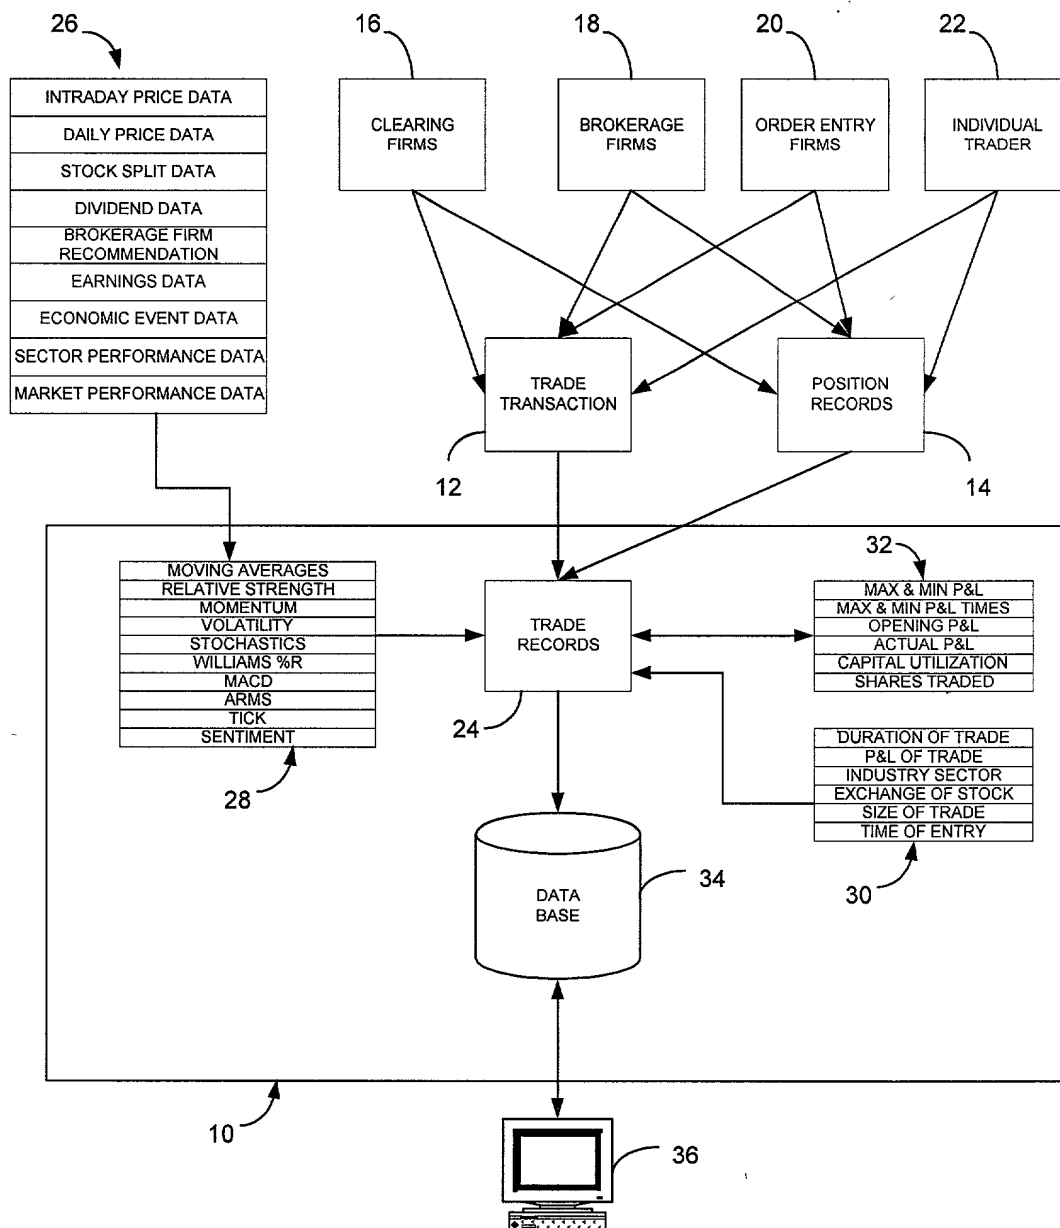 26
16
18
20
22
INTRADAY PRICE DATA
DAILY PRICE DATA
STOCK SPLIT DATA
DIVIDEND DATA
BROKERAGE FIRM
RECOMMENDATION
EARNINGS DATA
ECONOMIC EVENT DATA
SECTOR PERFORMANCE DATA
MARKET PERFORMANCE DATA
CLEARING
FIRMS
BROKERAGE
FIRMS
ORDER ENTRY
FIRMS
INDIVIDUAL
TRADER
TRADE
TRANSACTION
POSITION
RECORDS
12
14
MOVING AVERAGES
RELATIVE STRENGTH
MOMENTUM
VOLATILITY
STOCHASTICS
WILLIAMS %R
MACD
ARMS
TICK
SENTIMENT
28
TRADE
RECORDS
24
32
MAX & MIN P&L
MAX & MIN P&L TIMES
OPENING P&L
ACTUAL P&L
CAPITAL UTILIZATION
SHARES TRADED
DURATION OF TRADE
P&L OF TRADE
INDUSTRY SECTOR
EXCHANGE OF STOCK
SIZE OF TRADE
TIME OF ENTRY
30
DATA
BASE
34
10
36